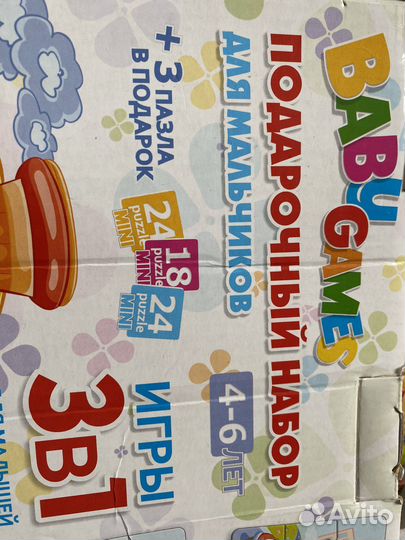 BABY GAMES
ПОДАРОЧНЫЙ НАБОР
ДЛЯ МАЛЬЧИКОВ
4-6 ЛЕТ
+ 3 ПАЗЛА
В ПОДАРОК
24
puzzle
MINI
18
puzzle
MINI
24
puzzle
MINI
ИГРЫ
3В1
МАЛЫШЕЙ
Avito